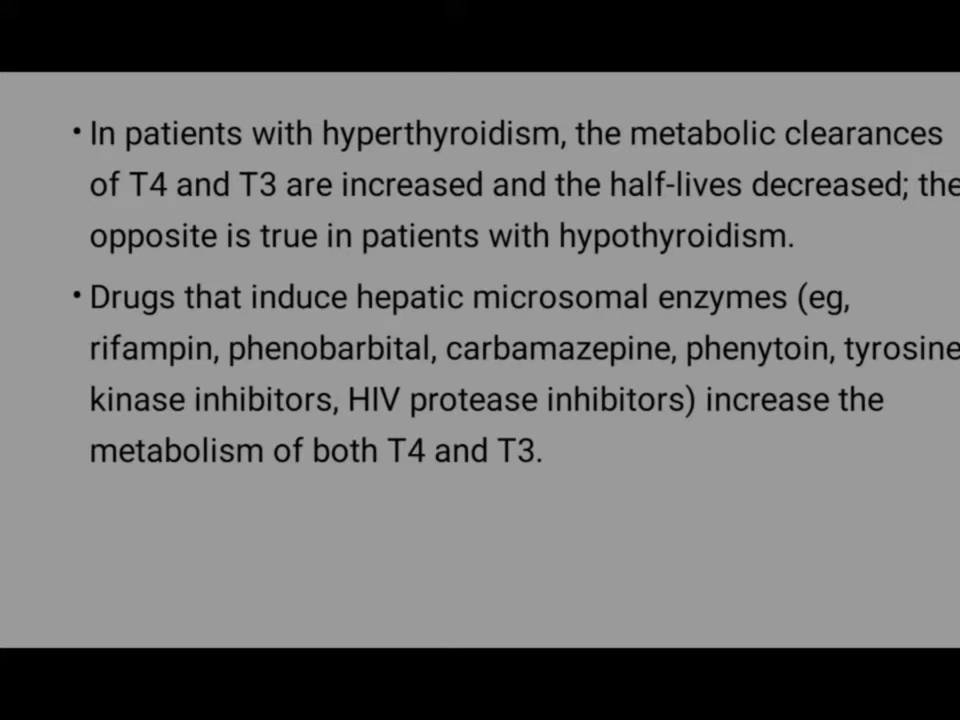 • In patients with hyperthyroidism, the metabolic clearances
of T4 and T3 are increased and the half-lives decreased; the
opposite is true in patients with hypothyroidism.
• Drugs that induce hepatic microsomal enzymes (eg,
rifampin, phenobarbital, carbamazepine, phenytoin, tyrosine
kinase inhibitors, HIV protease inhibitors) increase the
metabolism of both T4 and T3.